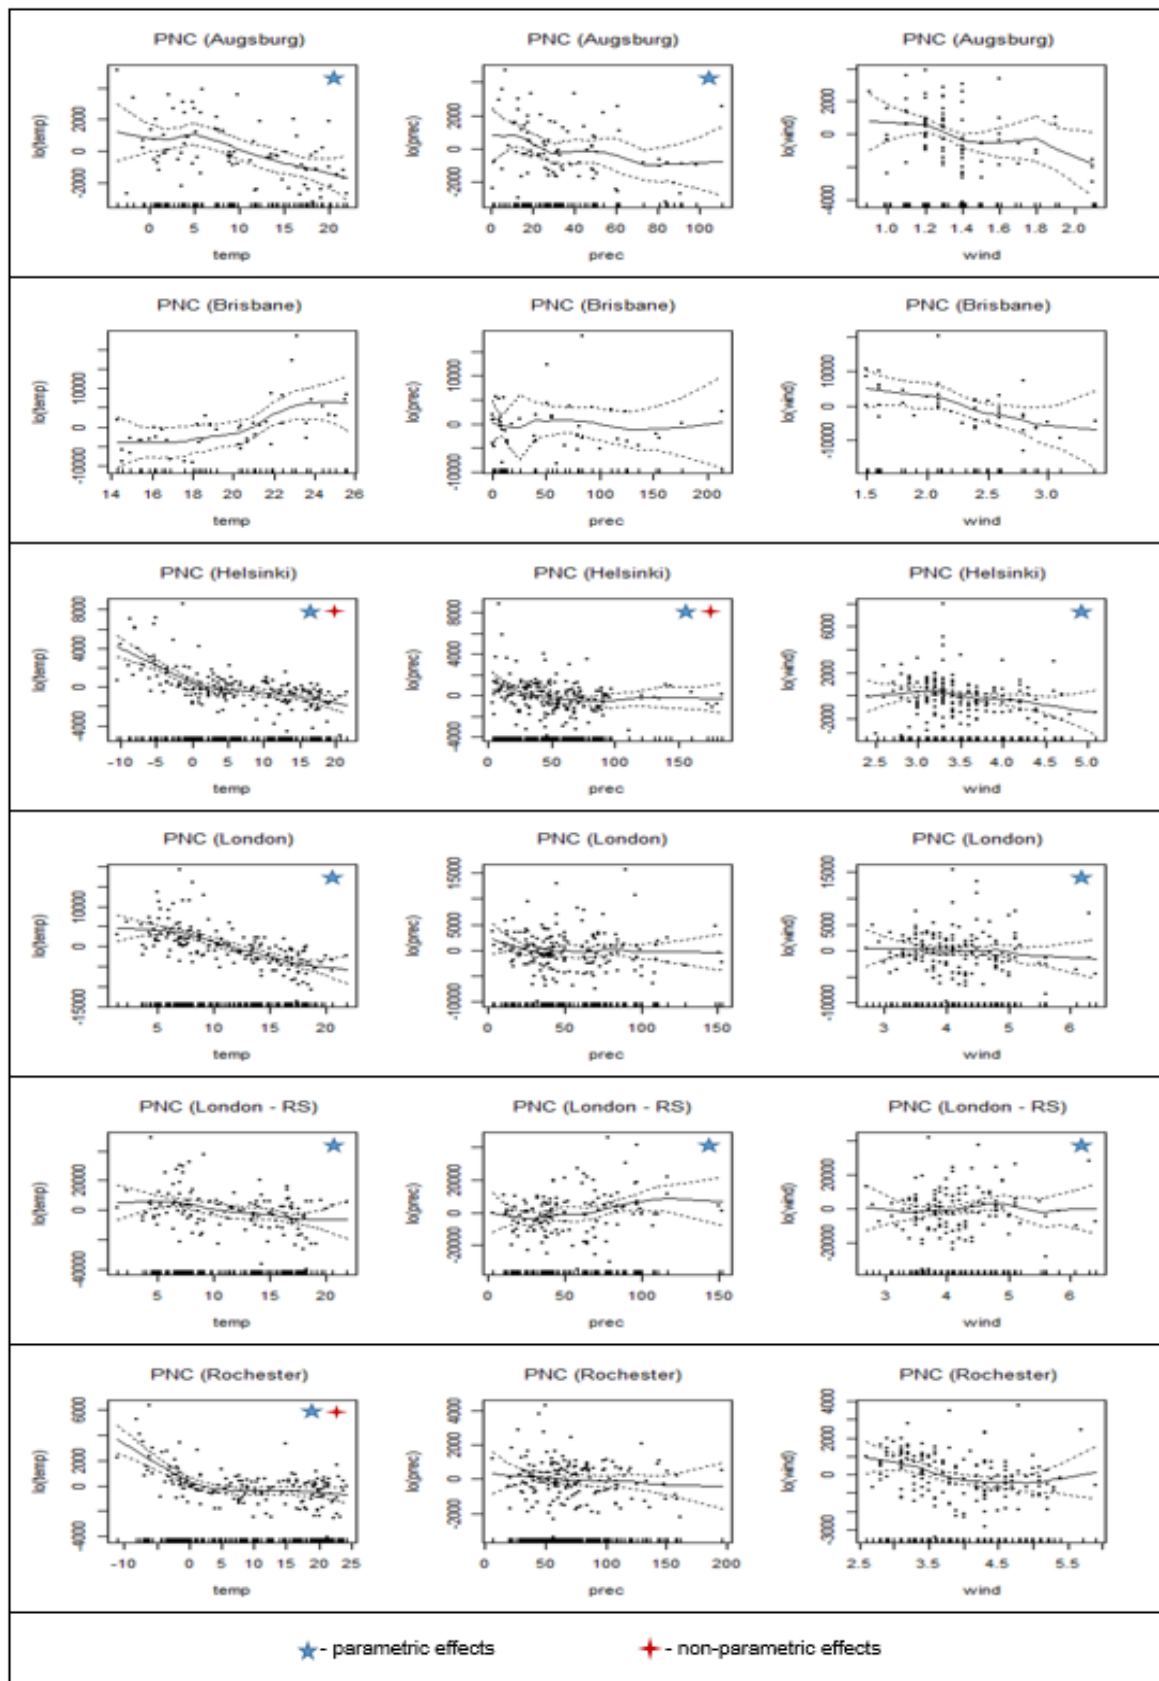 PNC (Augsburg) PNC (Augsburg) PNC (Augsburg)
lo(temp) lo(prec) lo(wind)
-2000 0 2000
-2000 0 2000
-4000 0 2000
0 5 10 15 20
0 20 40 60 80 100
1.0 1.2 1.4 1.6 1.8 2.0
temp prec wind
PNC (Brisbane) PNC (Brisbane) PNC (Brisbane)
lo(temp) lo(prec) lo(wind)
-10000 0 10000
-10000 0 10000
-10000 0 10000
14 16 18 20 22 24 26
0 50 100 150 200
1.5 2.0 2.5 3.0
temp prec wind
PNC (Helsinki) PNC (Helsinki) PNC (Helsinki)
lo(temp) lo(prec) lo(wind)
-4000 0 4000 8000
-4000 0 4000 8000
-2000 2000 6000
-10 -5 0 5 10 15 20
0 50 100 150
2.5 3.0 3.5 4.0 4.5 5.0
temp prec wind
PNC (London) PNC (London) PNC (London)
lo(temp) lo(prec) lo(wind)
-15000 0 10000
-10000 0 5000 15000
-10000 0 5000 15000
5 10 15 20
0 50 100 150
3 4 5 6
temp prec wind
PNC (London - RS) PNC (London - RS) PNC (London - RS)
lo(temp) lo(prec) lo(wind)
-40000 0 20000
-20000 0 20000
-20000 0 20000
5 10 15 20
0 50 100 150
3 4 5 6
temp prec wind
PNC (Rochester) PNC (Rochester) PNC (Rochester)
lo(temp) lo(prec) lo(wind)
-4000 0 2000 6000
-2000 0 2000 4000
-3000 0 2000 4000
-10 0 5 10 15 20 25
0 50 100 150 200
2.5 3.5 4.5 5.5
temp prec wind
- parametric effects - non-parametric effects